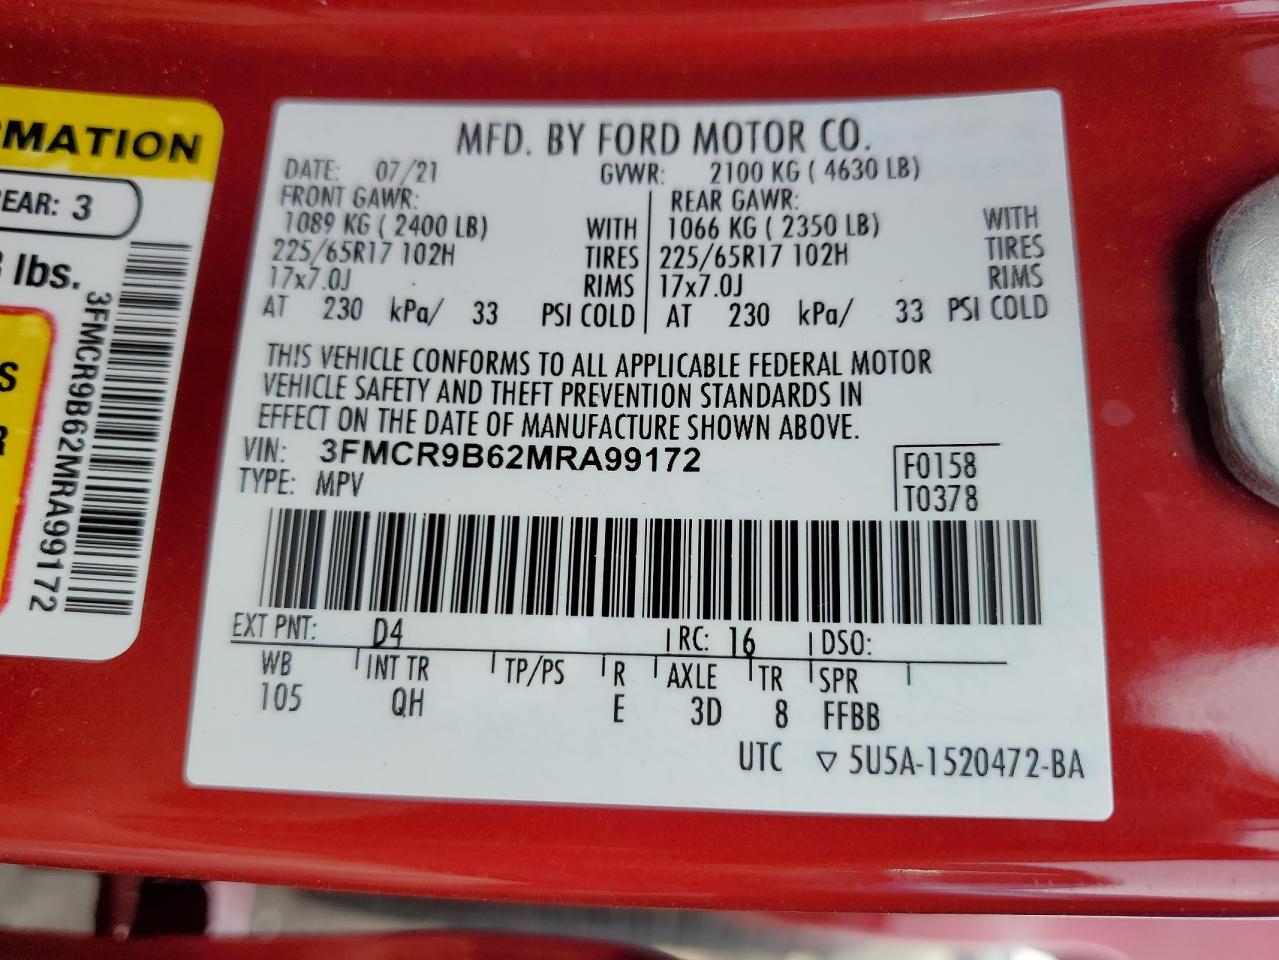 RMATION
REAR: 3
lbs.
3FMCR9B62MRA99172
S
R
MFD. BY FORD MOTOR CO.
DATE: 07/21 GVWR: 2100 KG ( 4630 LB)
FRONT GAWR: REAR GAWR:
1089 KG ( 2400 LB) WITH 1066 KG ( 2350 LB) WITH
225/65R17 102H TIRES 225/65R17 102H TIRES
17x7.0J RIMS 17x7.0J RIMS
AT 230 kPa/ 33 PSI COLD AT 230 kPa/ 33 PSI COLD
THIS VEHICLE CONFORMS TO ALL APPLICABLE FEDERAL MOTOR
VEHICLE SAFETY AND THEFT PREVENTION STANDARDS IN
EFFECT ON THE DATE OF MANUFACTURE SHOWN ABOVE.
VIN: 3FMCR9B62MRA99172
TYPE: MPV
F0158
T0378
EXT PNT: D4 RC: 16 DSO:
WB INT TR TP/PS R AXLE TR SPR
105 QH E 3D 8 FFBB
UTC ▽ 5U5A-1520472-BA